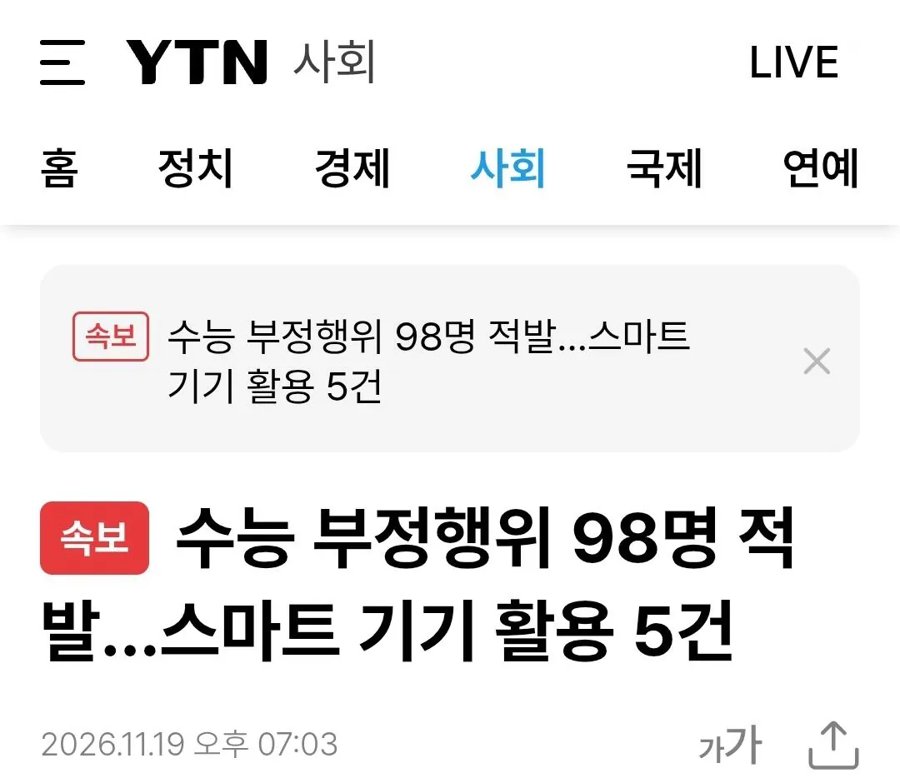 YTN 사회 LIVE
홈 정치 경제 사회 국제 연예
속보 수능 부정행위 98명 적발...스마트
기기 활용 5건
속보 수능 부정행위 98명 적
발...스마트 기기 활용 5건
2026.11.19 오후 07:03 가가